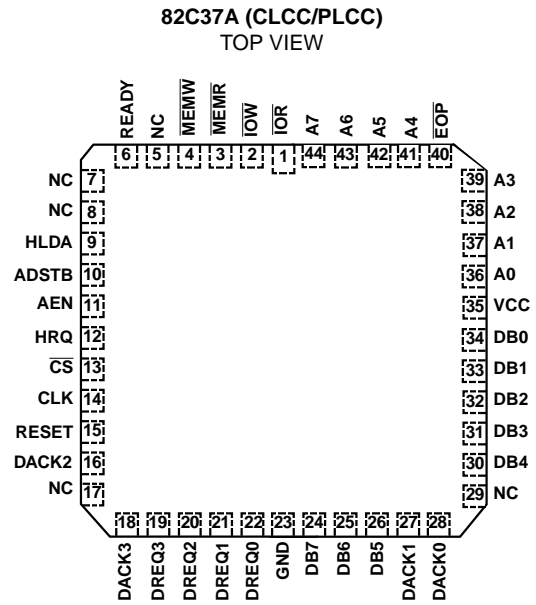 82C37A (CLCC/PLCC)
TOP VIEW
READY NC MEMW MEMR IOW IOR A7 A6 A5 A4 EOP
6 5 4 3 2 1 44 43 42 41 40
NC 7 39 A3
NC 8 38 A2
HLDA 9 37 A1
ADSTB 10 36 A0
AEN 11 35 VCC
HRQ 12 34 DB0
CS 13 33 DB1
CLK 14 32 DB2
RESET 15 31 DB3
DACK2 16 30 DB4
NC 17 29 NC
18 19 20 21 22 23 24 25 26 27 28
DACK3 DREQ3 DREQ2 DREQ1 DREQ0 GND DB7 DB6 DB5 DACK1 DACK0